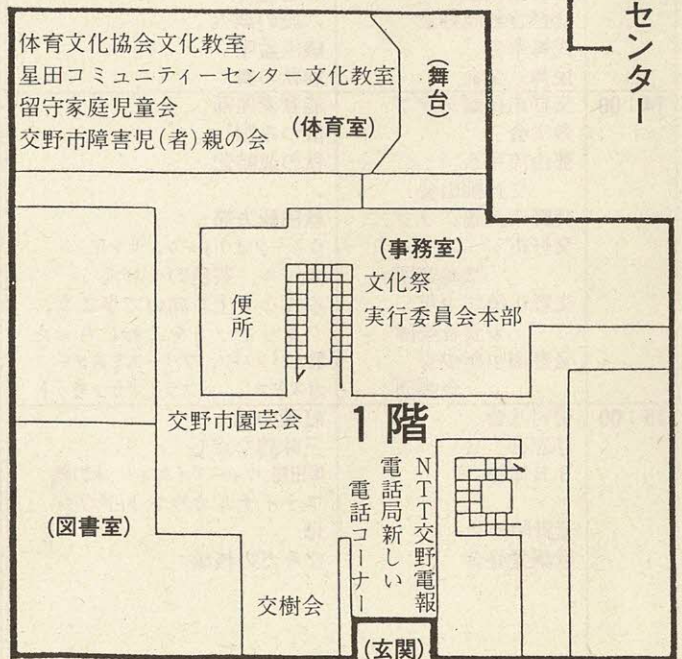 センター
体育文化協会文化教室
星田コミュニティーセンター文化教室
留守家庭児童会
交野市障害児(者)親の会
(体育室)
(舞台)
(事務室)
文化祭
実行委員会本部
便所
交野市園芸会
1階
NTT交野電報
電話局新しい
電話コーナー
(図書室)
交樹会
(玄関)